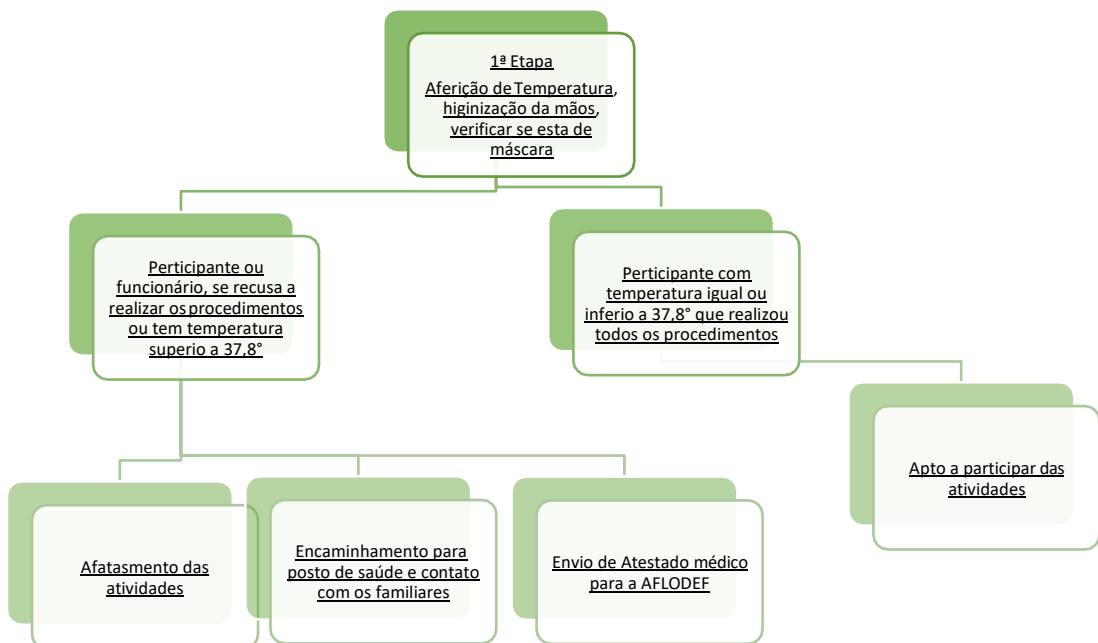 1ª Etapa
Aferição de Temperatura,
higinização da mãos,
verificar se esta de
máscara
Perticipante ou
funcionário, se recusa a
realizar os procedimentos
ou tem temperatura
superio a 37,8°
Perticipante com
temperatura igual ou
inferio a 37,8° que realizou
todos os procedimentos
Apto a participar das
atividades
Afatasmento das
atividades
Encaminhamento para
posto de saúde e contato
com os familiares
Envio de Atestado médico
para a AFLODEF